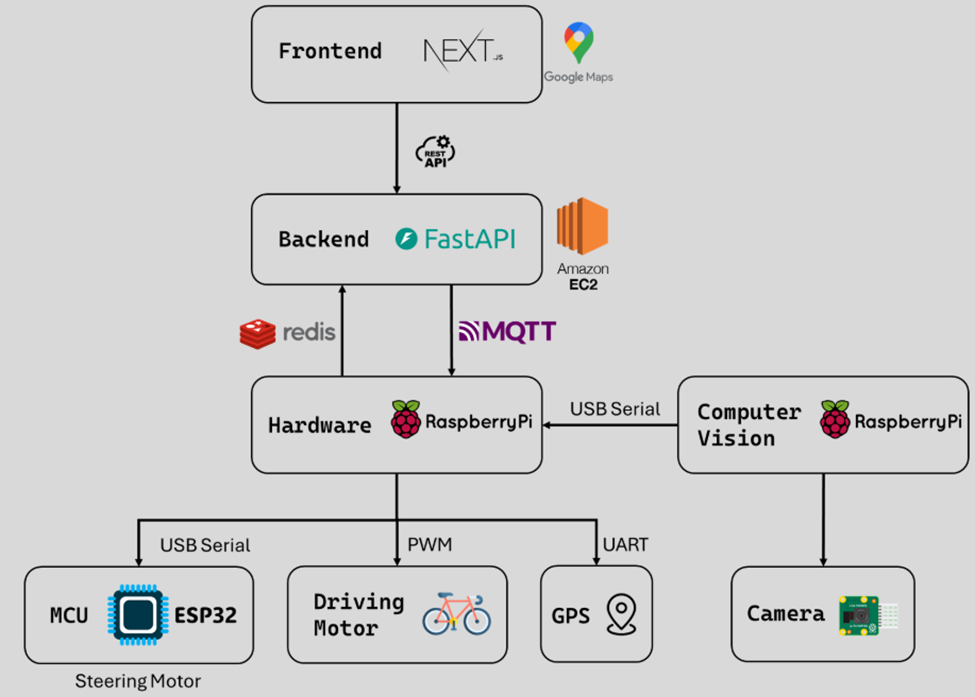 Frontend
NEXT.JS
Google Maps
REST
API
Backend
FastAPI
Amazon
EC2
redis
MQTT
Hardware
RaspberryPi
USB Serial
Computer
Vision
RaspberryPi
USB Serial
PWM
UART
MCU
ESP32
Driving
Motor
GPS
Camera
Steering Motor